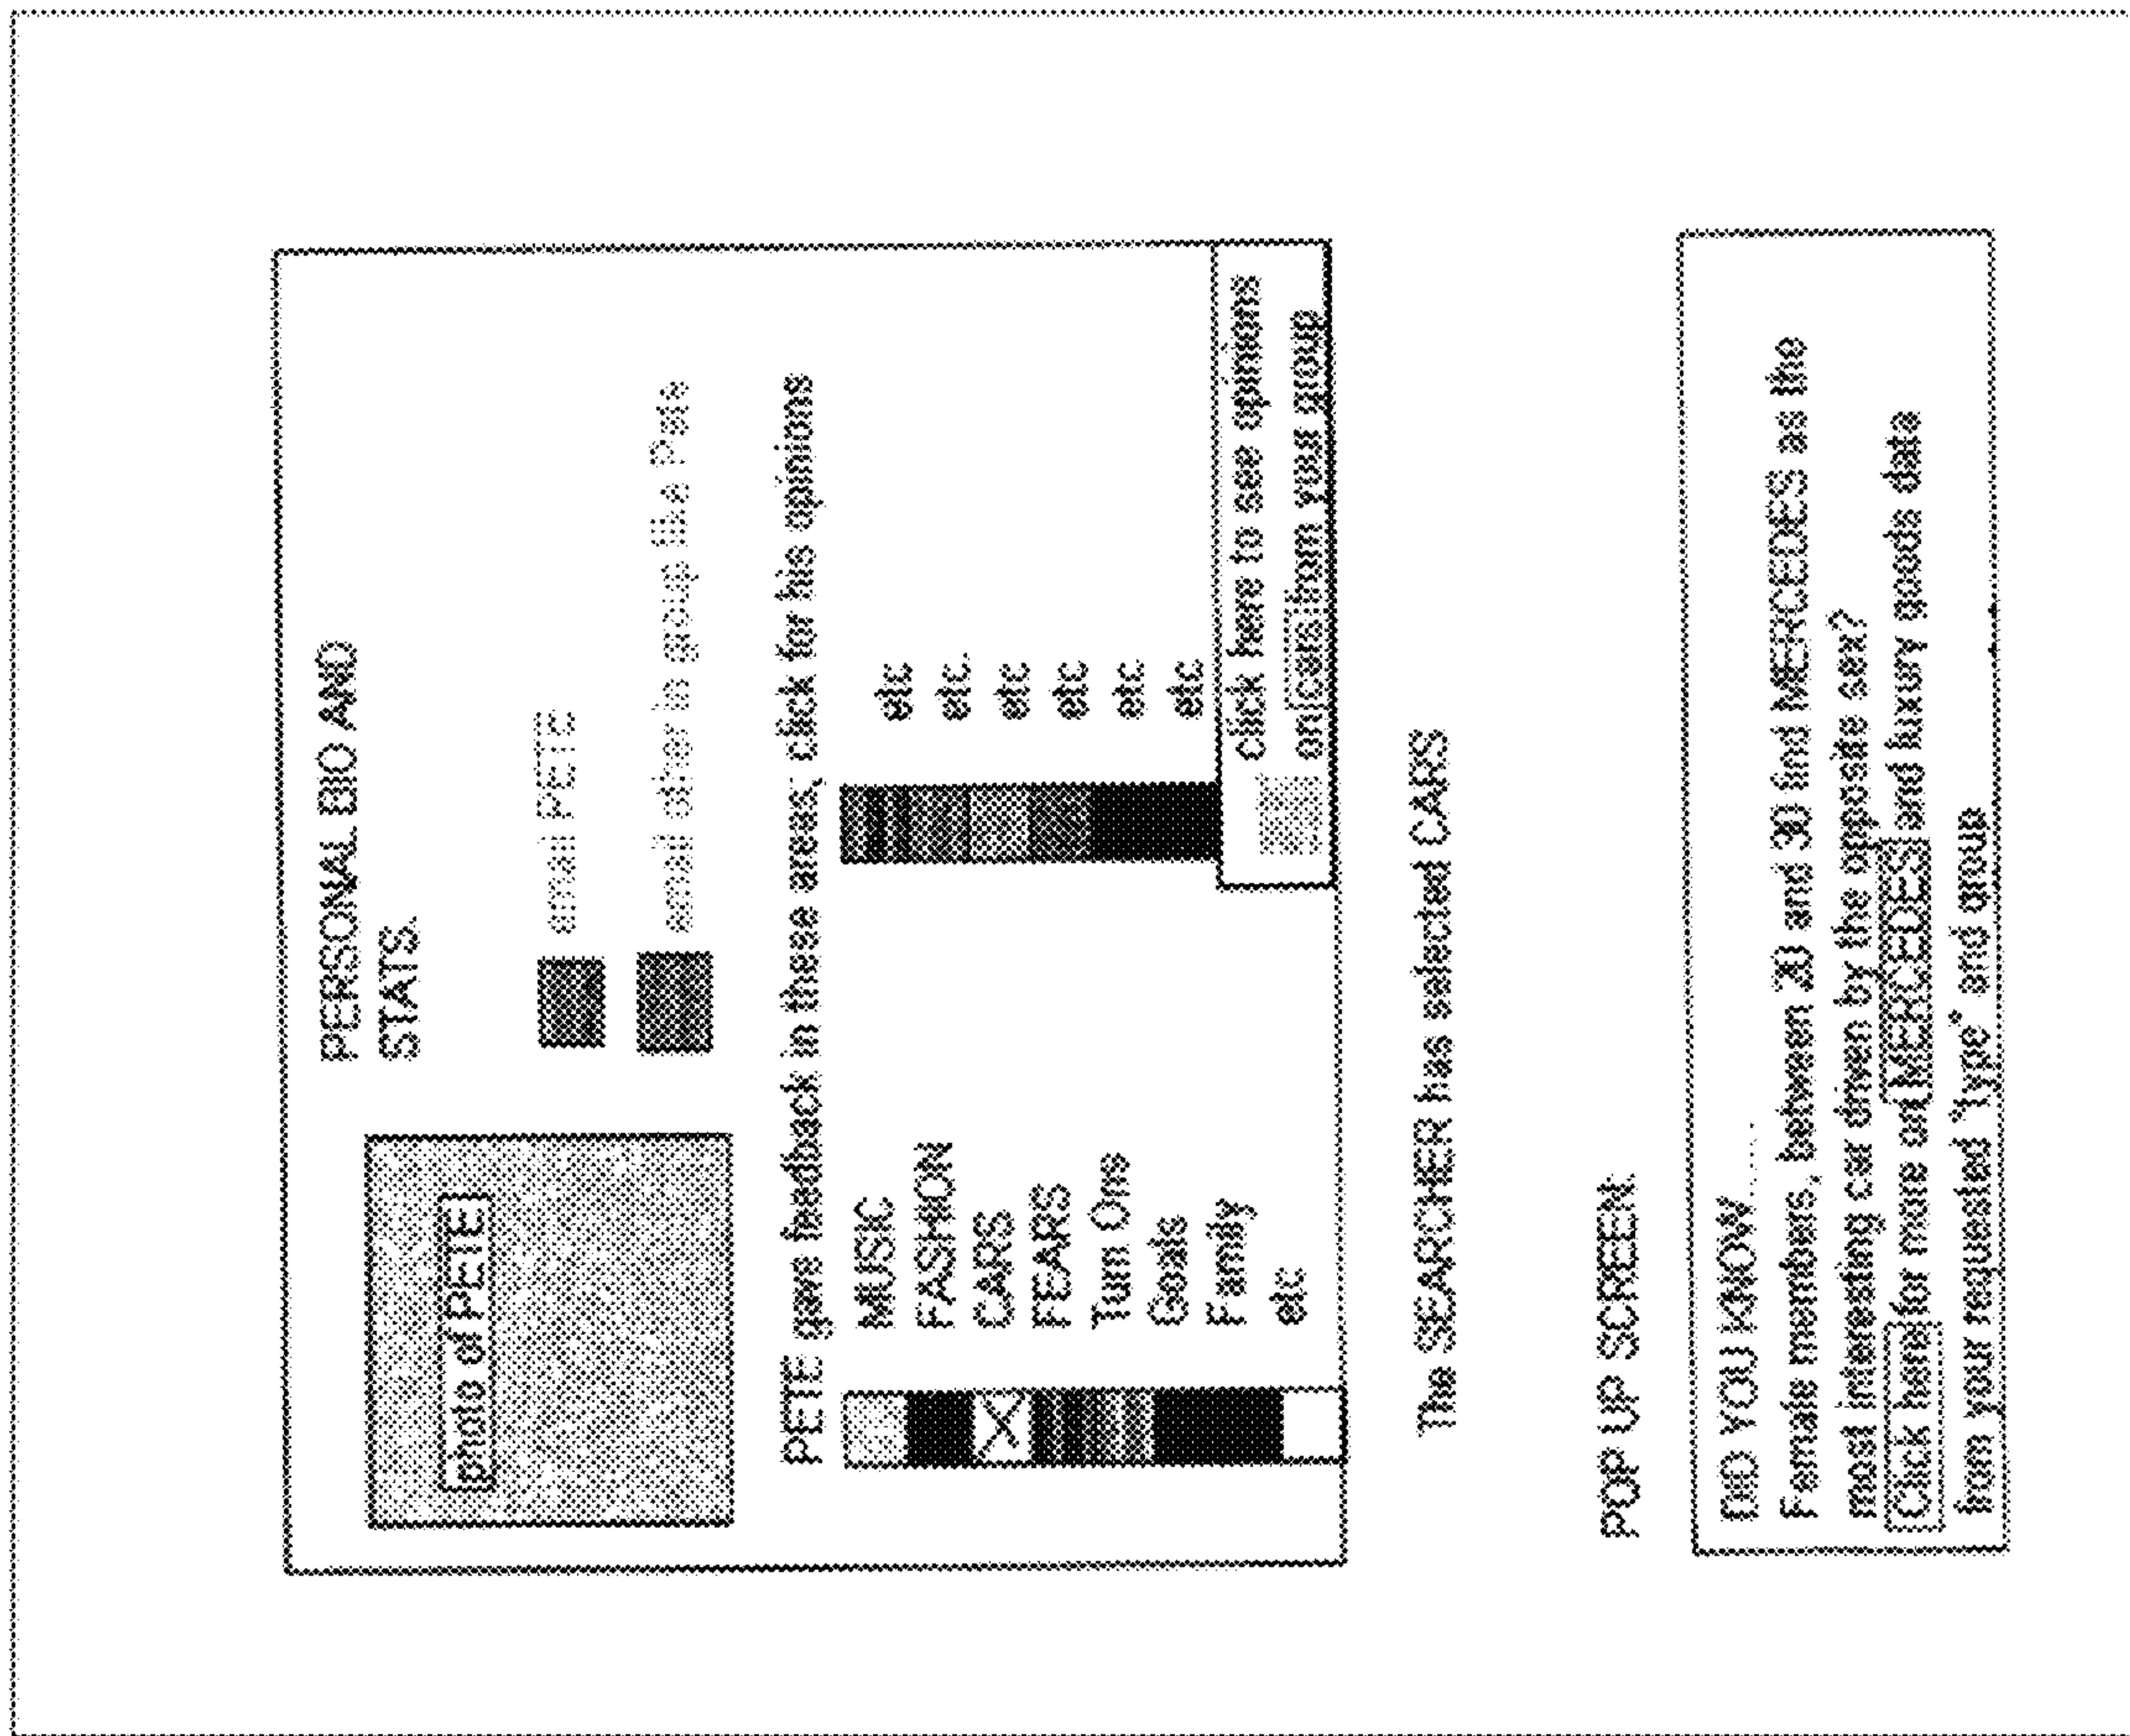 photo of PETE
PERSONAL BIO AND
STATS.
email PETE
email other in group like Pete
PETE gave feedback in these areas, click for his opinions
MUSIC
FASHION
CARS
FEARS
Turn Ons
Goals
Family
etc
etc
etc.
etc
etc
etc
etc
click here to see opinions
on cars from your group
The SEARCHER has selected CARS
POP UP SCREEN:
DID YOU KNOW.....
Female members, between 20 and 30 find MERCEDES as the
most interesting car driven by the opposite sex?
Click here for more on MERCEDES and luxury goods data
from your requested "type" and group